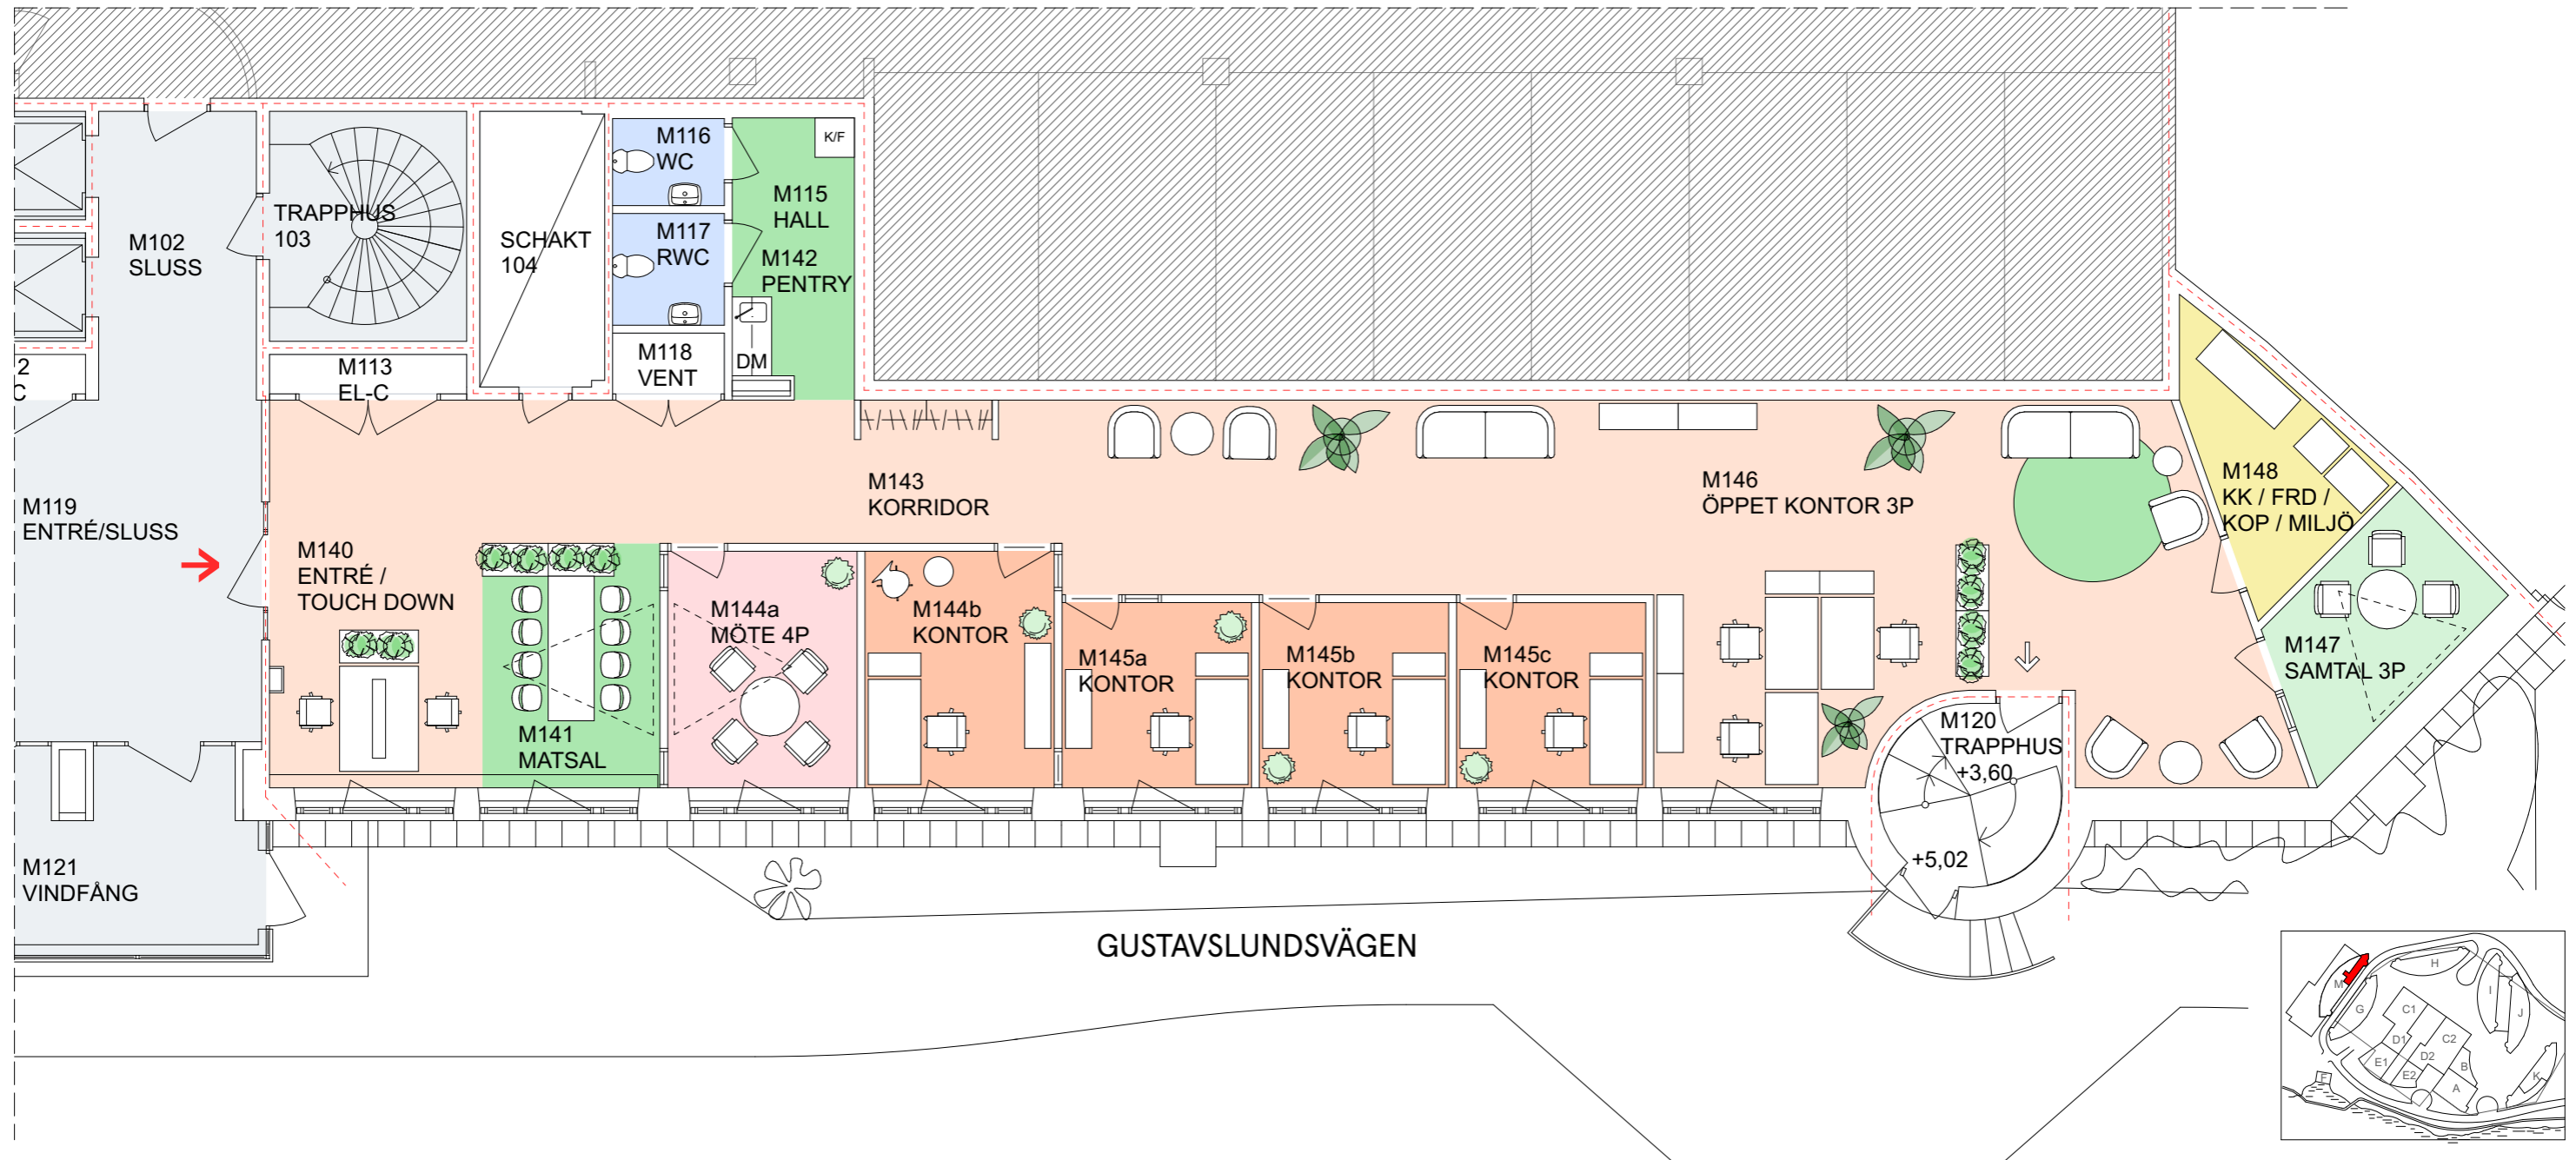 M116
WC
K/F
M115
HALL
TRAPPHUS
103
M102
SLUSS
SCHAKT
104
M117
RWC
M142
PENTRY
M118
VENT
DM
2
C
M113
EL-C
M143
KORRIDOR
M146
ÖPPET KONTOR 3P
M148
KK / FRD /
KOP / MILJÖ
M119
ENTRÉ/SLUSS
M140
ENTRÉ /
TOUCH DOWN
M144a
MÖTE 4P
M144b
KONTOR
M145a
KONTOR
M145b
KONTOR
M145c
KONTOR
M147
SAMTAL 3P
M141
MATSAL
M120
TRAPPHUS
+3,60
+5,02
M121
VINDFÅNG
GUSTAVSLUNDSVÄGEN
H
M
I
G
C1
J
D1
C2
E1
D2
B
E2
K
F
A